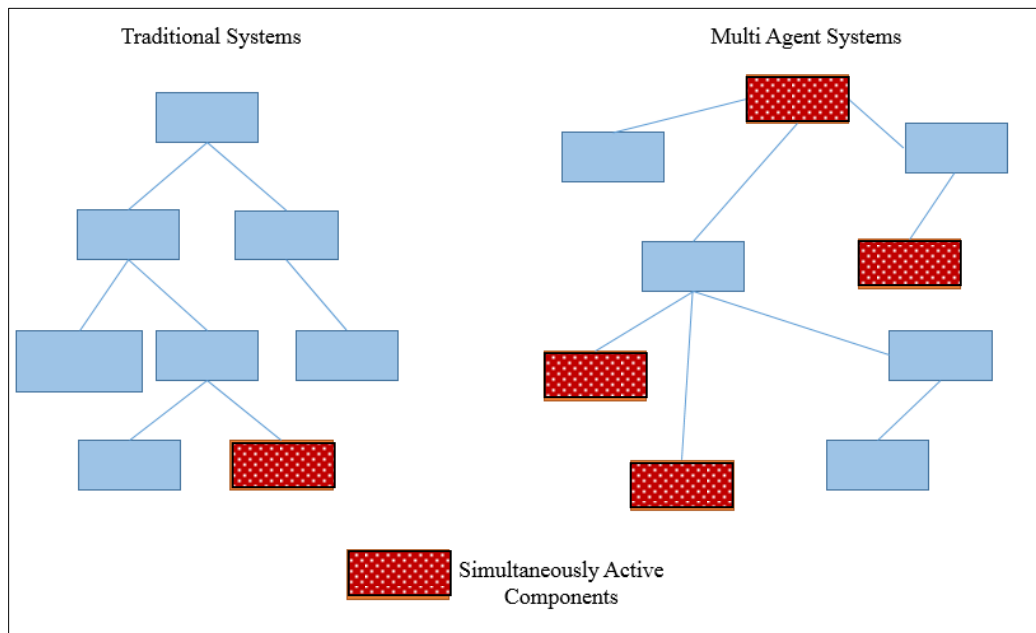 Traditional Systems
Multi Agent Systems
Simultaneously Active
Components